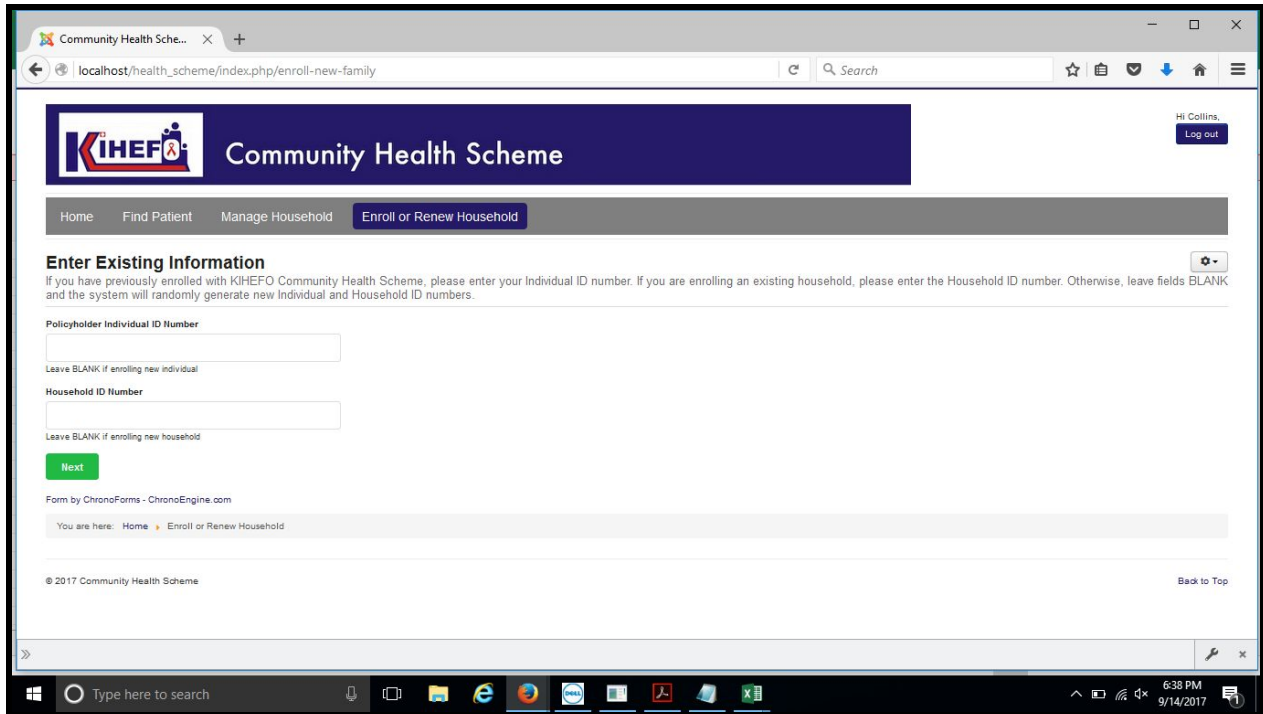 Community Health Sche...
localhost/health_scheme/index.php/enroll-new-family
Search
Hi Collins,
Log out
KIHEFO
Community Health Scheme
Home Find Patient Manage Household Enroll or Renew Household
Enter Existing Information
If you have previously enrolled with KIHEFO Community Health Scheme, please enter your Individual ID number. If you are enrolling an existing household, please enter the Household ID number. Otherwise, leave fields BLANK
and the system will randomly generate new Individual and Household ID numbers.
Policyholder Individual ID Number
Leave BLANK if enrolling new individual
Household ID Number
Leave BLANK if enrolling new household
Next
Form by ChronoForms - ChronoEngine.com
You are here: Home Enroll or Renew Household
© 2017 Community Health Scheme
Back to Top
Type here to search
DELL
6:38 PM
9/14/2017
1